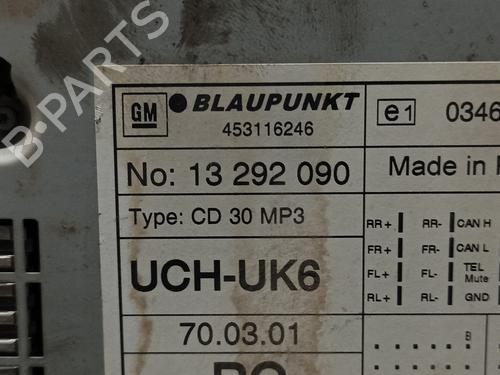 GM BLAUPUNKT
453116246
e1 0346
No: 13 292 090
Made in
Type: CD 30 MP3
RR+ RR- CAN H
FR+ FR- CAN L
UCH-UK6
FL+ FL- TEL Mute
RL+ RL- GND
70.03.01
B